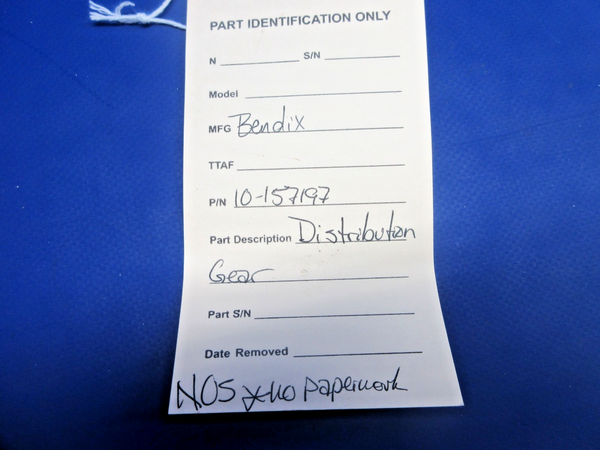 PART IDENTIFICATION ONLY
N S/N
Model
MFG Bendix
TTAF
P/N 10-157197
Part Description Distribution
Gear
Part S/N
Date Removed
NOS *no paperwork